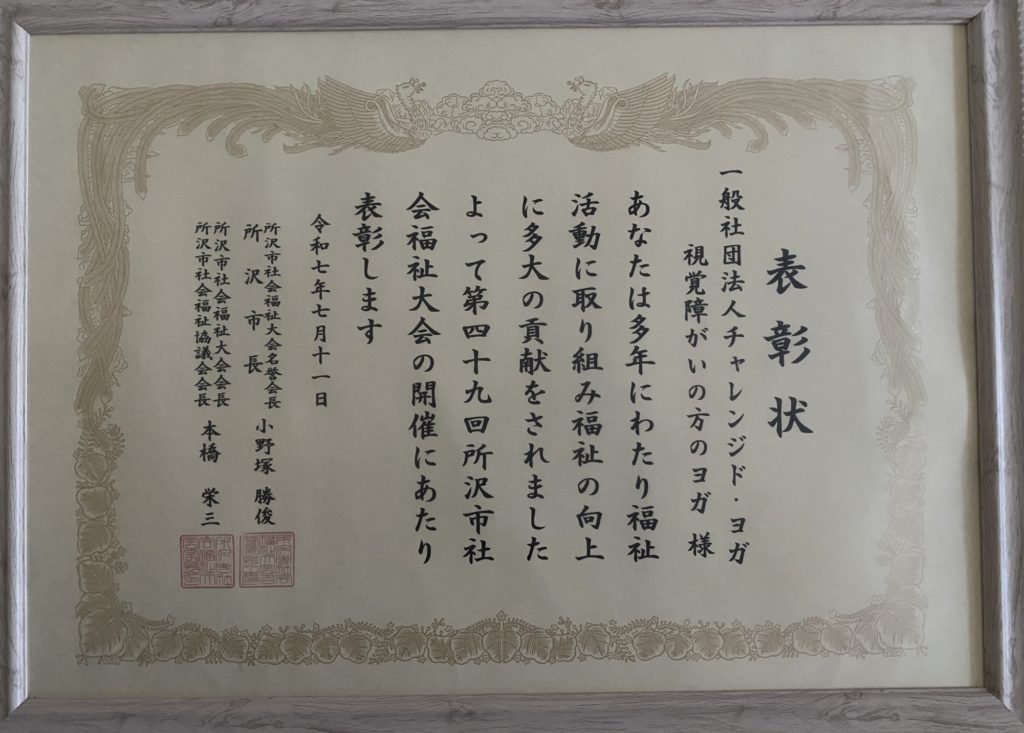 表彰状
一般社団法人チャレンジド・ヨガ
視覚障がいの方のヨガ 様
あなたは多年にわたり福祉
活動に取り組み福祉の向上
に多大の貢献をされました
よって第四十九回所沢市社
会福祉大会の開催にあたり
表彰します
令和七年七月十一日
所沢市社会福祉大会名誉会長
所沢市長 小野塚 勝俊
所沢市社会福祉大会会長
所沢市社会福祉協議会会長 本橋 栄三